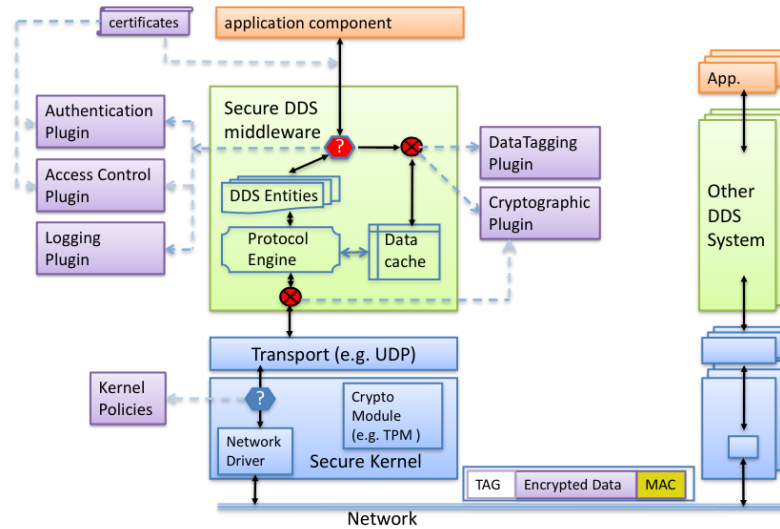 certificates
application component
Authentication
Plugin
Access Control
Plugin
Logging
Plugin
Secure DDS
middleware
?
DDS Entities
Protocol
Engine
Data
cache
DataTagging
Plugin
Cryptographic
Plugin
App.
Other
DDS
System
Transport (e.g. UDP)
Kernel
Policies
?
Crypto
Module
(e.g. TPM )
Network
Driver
Secure Kernel
TAG
Encrypted Data
MAC
Network